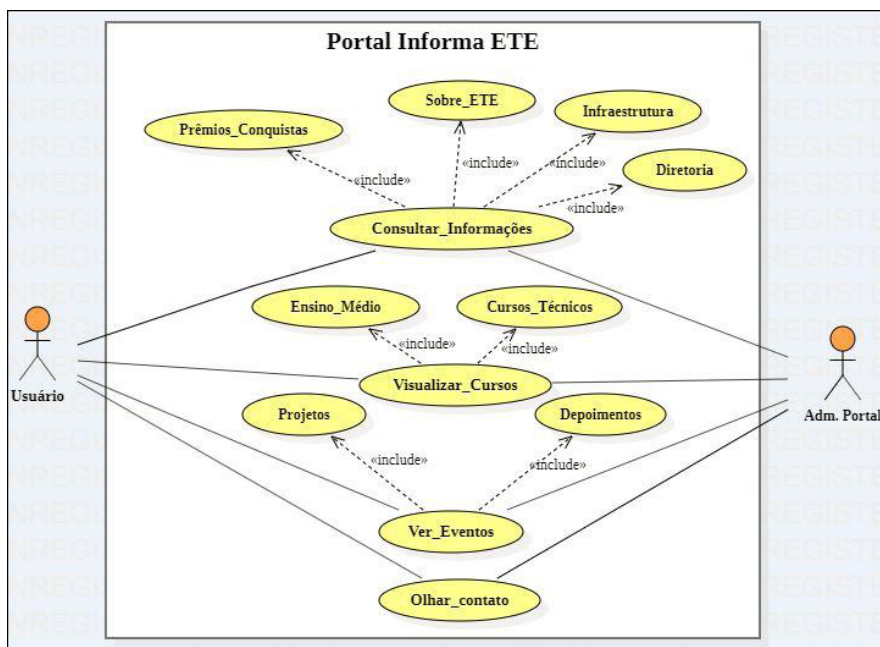 Portal Informa ETE
Sobre_ETE
Infraestrutura
Prêmios_Conquistas
Diretoria
«include»
«include»
«include»
«include»
Consultar_Informações
Ensino_Médio
Cursos_Técnicos
«include»
«include»
Visualizar_Cursos
Usuário
Adm. Portal
Projetos
Depoimentos
«include»
«include»
Ver_Eventos
Olhar_contato